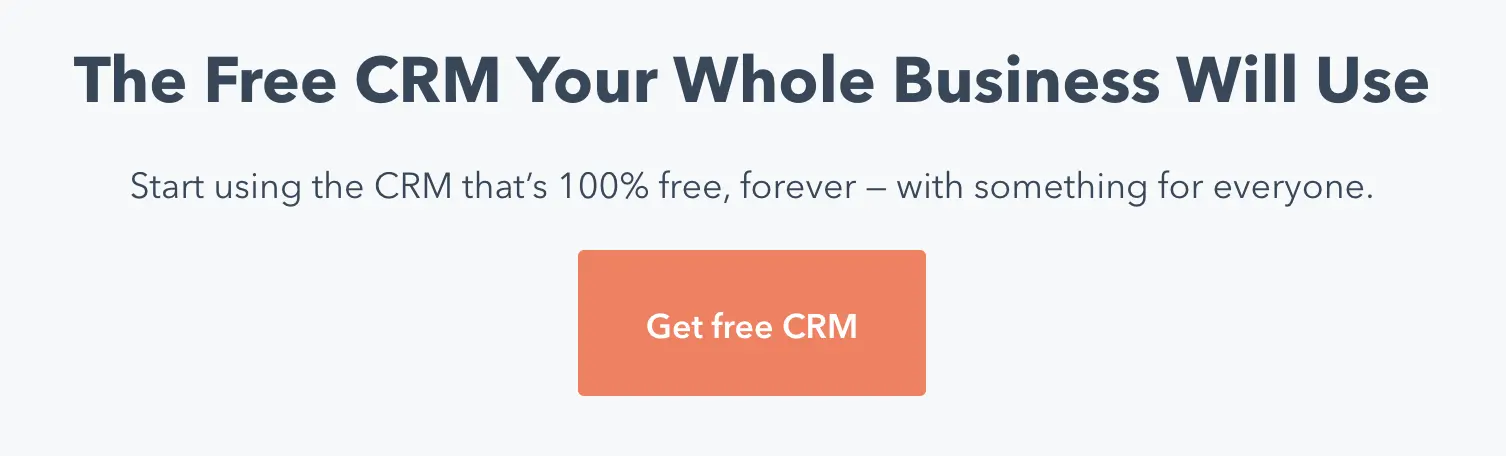 The Free CRM Your Whole Business Will Use
Start using the CRM that’s 100% free, forever – with something for everyone.
Get free CRM